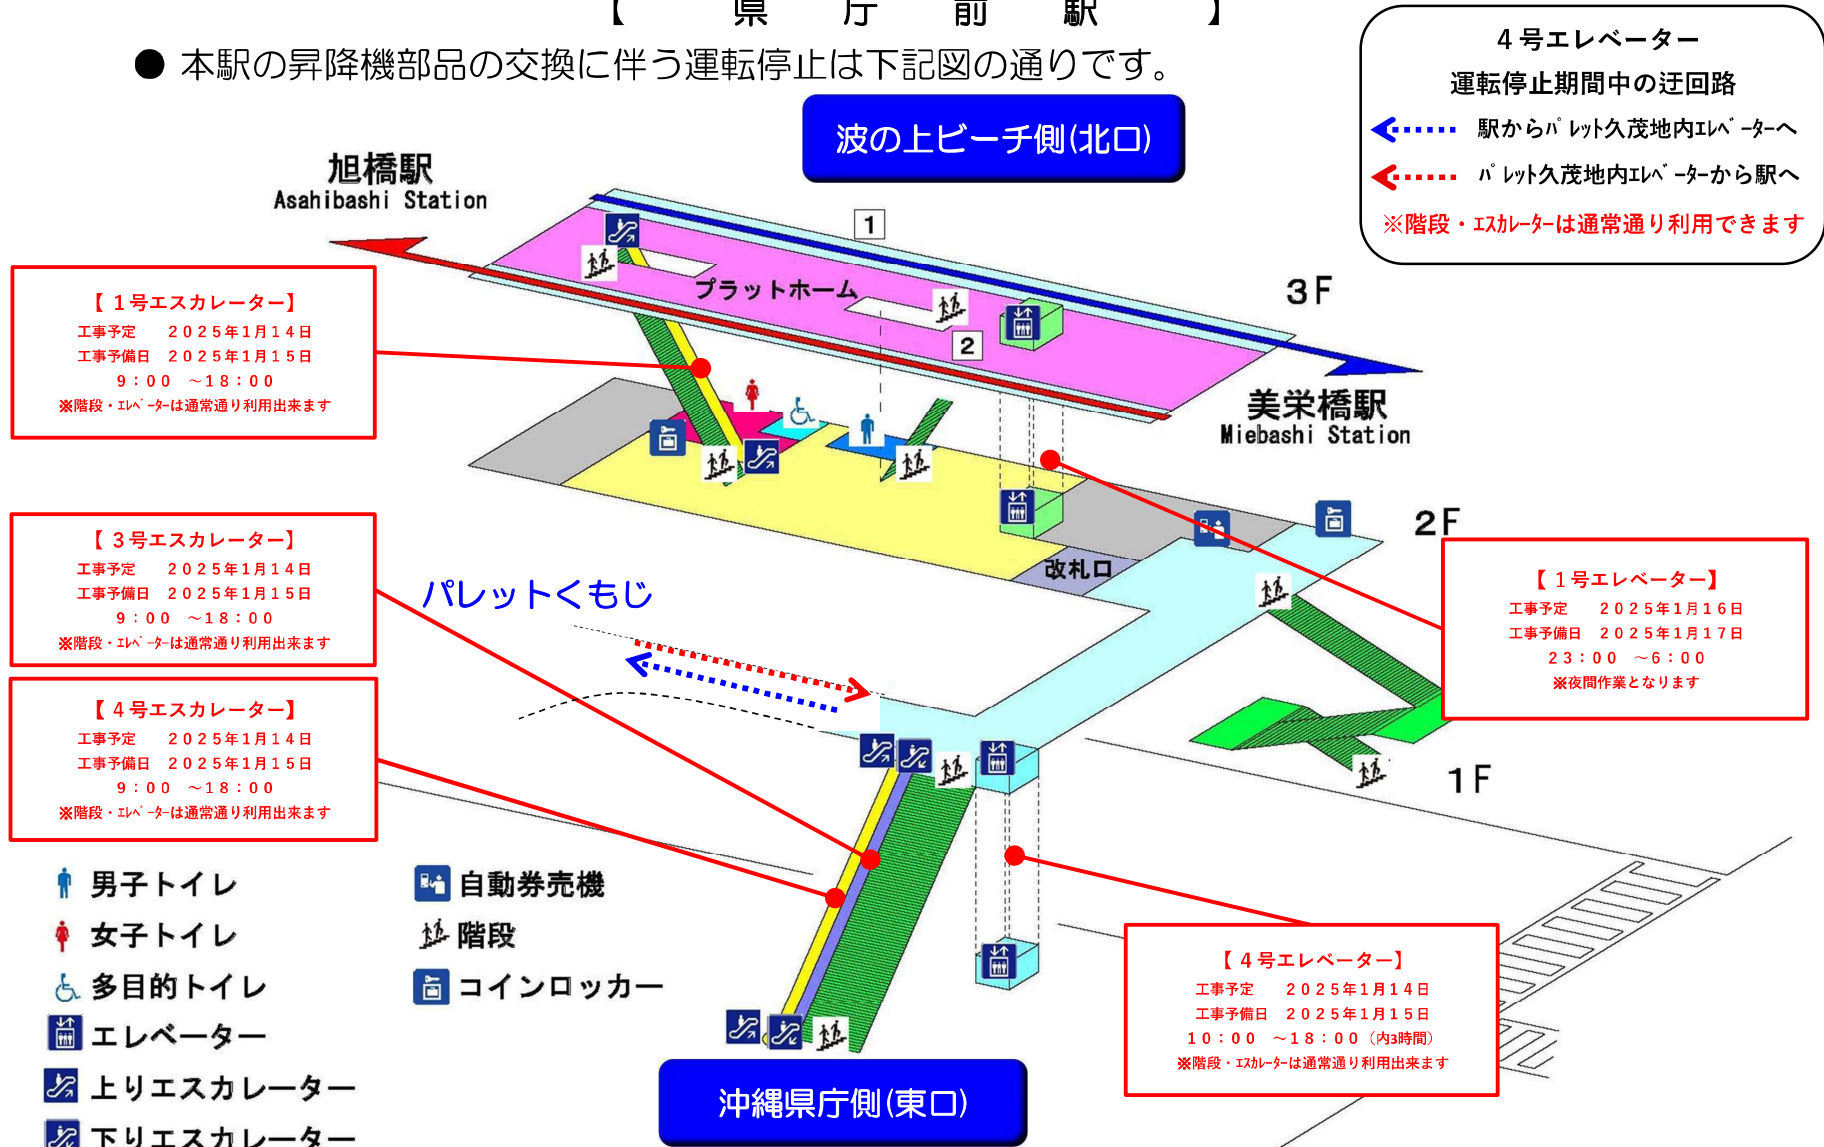 【　県　庁　前　駅　】
● 本駅の昇降機部品の交換に伴う運転停止は下記図の通りです。
4号エレベーター
運転停止期間中の迂回路
駅からﾊﾟﾚｯﾄ久茂地内ｴﾚﾍﾞｰﾀｰへ
ﾊﾟﾚｯﾄ久茂地内ｴﾚﾍﾞｰﾀｰから駅へ
※階段・ｴｽｶﾚｰﾀｰは通常通り利用できます
波の上ビーチ側(北口)
旭橋駅
Asahibashi Station
1
プラットホーム
2
3F
美栄橋駅
Miebashi Station
【 1号エスカレーター】
工事予定　2025年1月14日
工事予備日　2025年1月15日
9:00 ～18:00
※階段・ｴﾚﾍﾞｰﾀｰは通常通り利用出来ます
【 3号エスカレーター】
工事予定　2025年1月14日
工事予備日　2025年1月15日
9:00 ～18:00
※階段・ｴﾚﾍﾞｰﾀｰは通常通り利用出来ます
【 4号エスカレーター】
工事予定　2025年1月14日
工事予備日　2025年1月15日
9:00 ～18:00
※階段・ｴﾚﾍﾞｰﾀｰは通常通り利用出来ます
2F
改札口
パレットくもじ
【 1号エレベーター】
工事予定　2025年1月16日
工事予備日　2025年1月17日
23:00 ～6:00
※夜間作業となります
1F
【 4号エレベーター】
工事予定　2025年1月14日
工事予備日　2025年1月15日
10:00 ～18:00（内3時間）
※階段・ｴｽｶﾚｰﾀｰは通常通り利用出来ます
男子トイレ
女子トイレ
多目的トイレ
エレベーター
上りエスカレーター
下りエスカレーター
自動券売機
階段
コインロッカー
沖縄県庁側(東口)